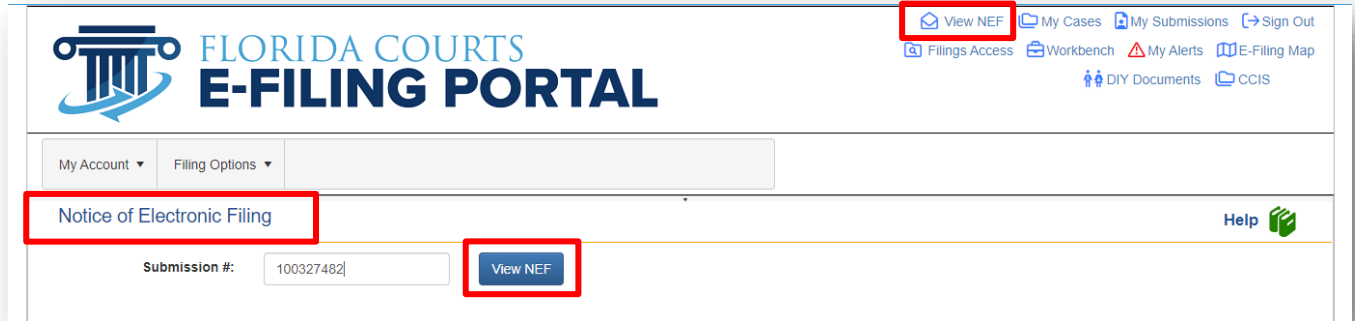 View NEF My Cases My Submissions Sign Out
FLORIDA COURTS
Filings Access Workbench My Alerts E-Filing Map
E-FILING PORTAL
DIY Documents CCIS
My Account Filing Options
Notice of Electronic Filing
Help
Submission #: 100327482 View NEF